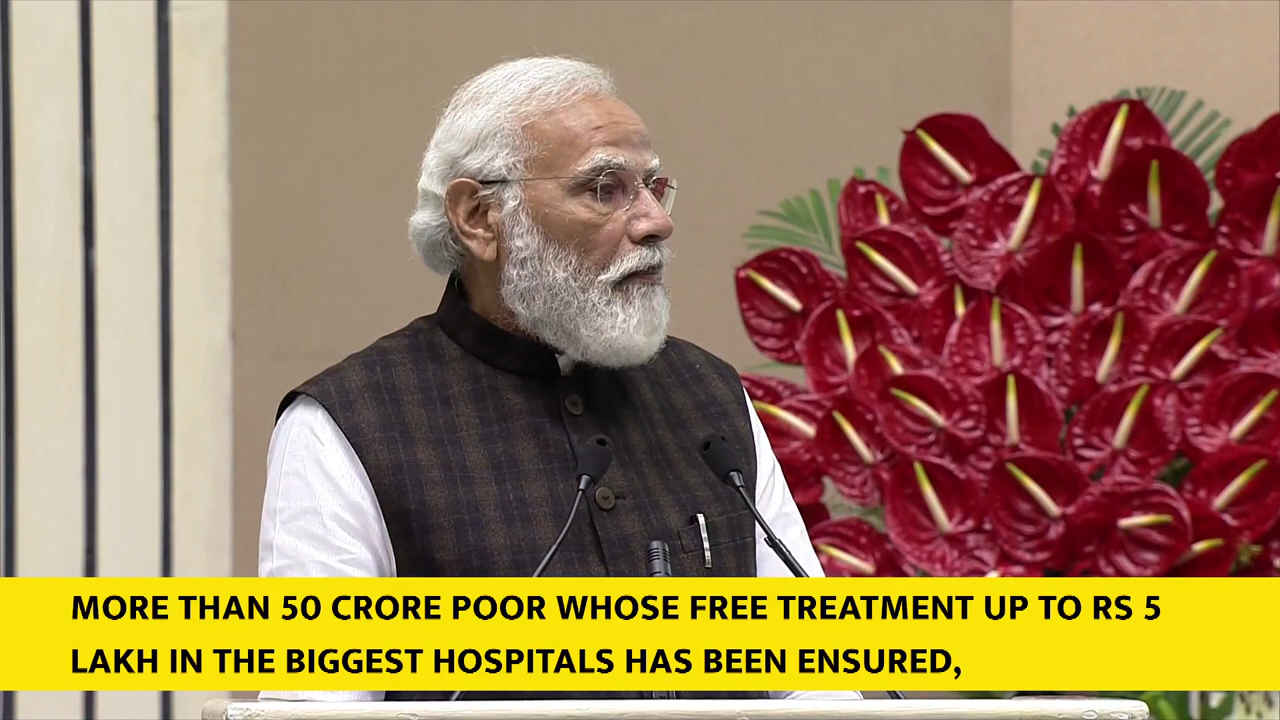 MORE THAN 50 CRORE POOR WHOSE FREE TREATMENT UP TO RS 5
LAKH IN THE BIGGEST HOSPITALS HAS BEEN ENSURED,